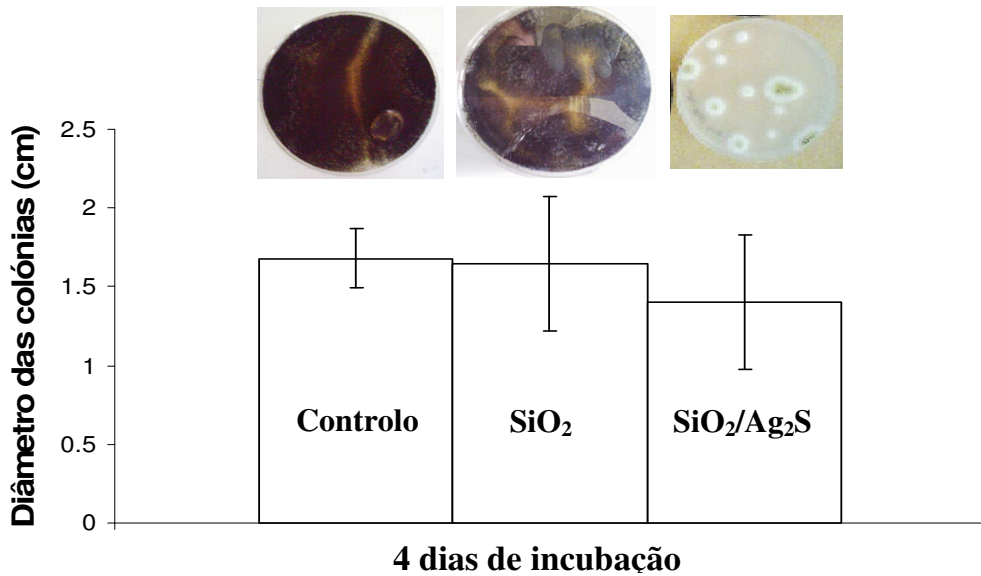 Diâmetro das colónias (cm)
2.5
2
1.5
1
0.5
0
Controlo
SiO₂
SiO₂/Ag₂S
4 dias de incubação